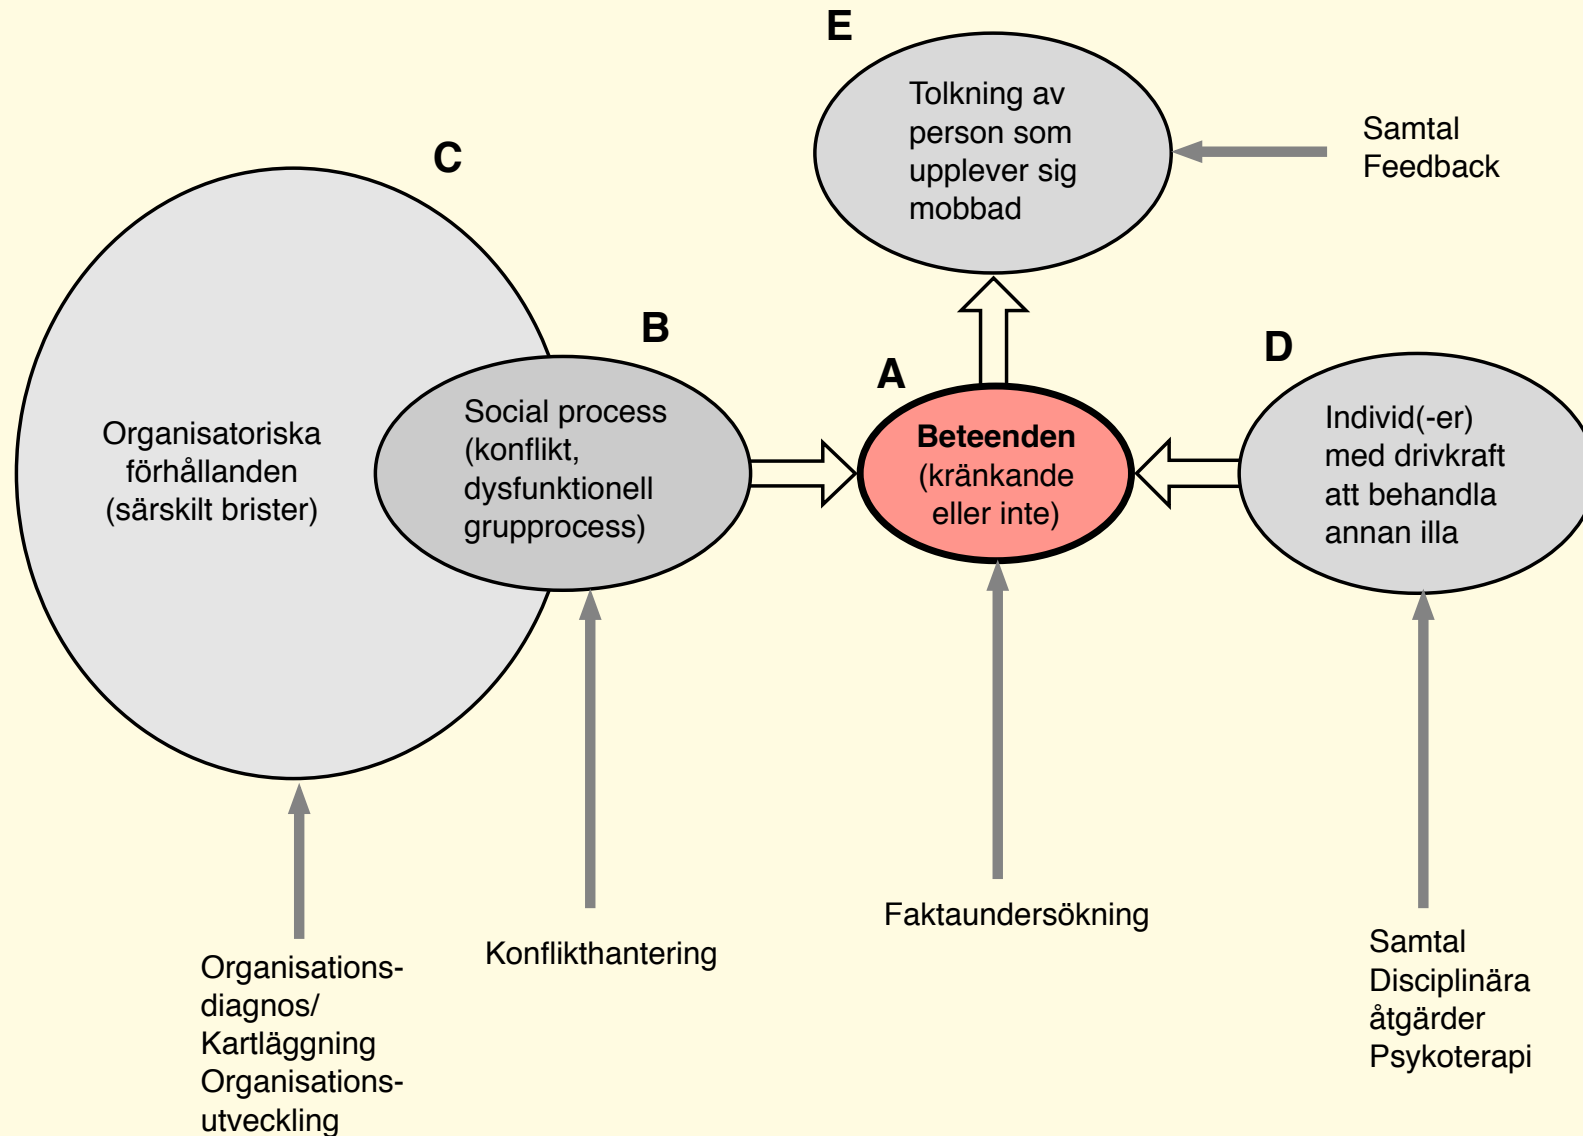 E
Tolkning av
person som
upplever sig
mobbad
Samtal
Feedback
C
Organisatoriska
förhållanden
(särskilt brister)
B
Social process
(konflikt,
dysfunktionell
grupprocess)
A
Beteenden
(kränkande
eller inte)
D
Individ(-er)
med drivkraft
att behandla
annan illa
Organisations-
diagnos/
Kartläggning
Organisations-
utveckling
Konflikthantering
Faktaundersökning
Samtal
Disciplinära
åtgärder
Psykoterapi